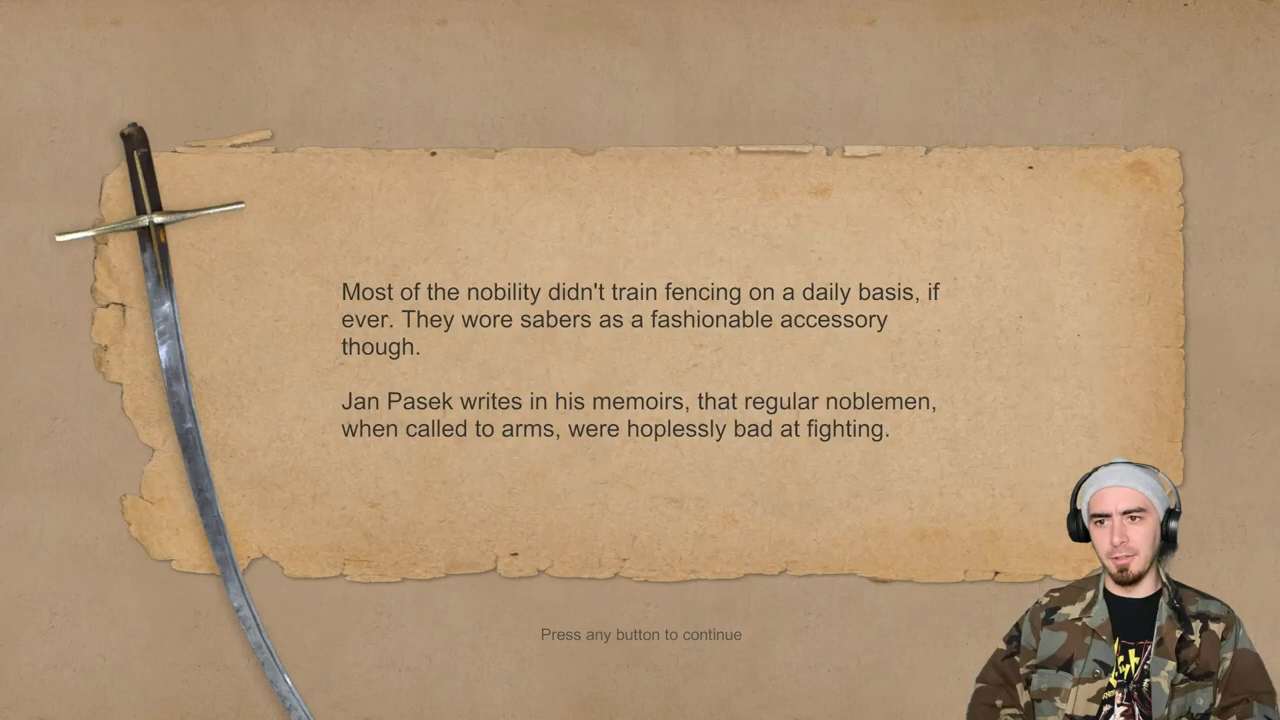 Most of the nobility didn't train fencing on a daily basis, if
ever. They wore sabers as a fashionable accessory
though.
Jan Pasek writes in his memoirs, that regular noblemen,
when called to arms, were hoplessly bad at fighting.
Press any button to continue